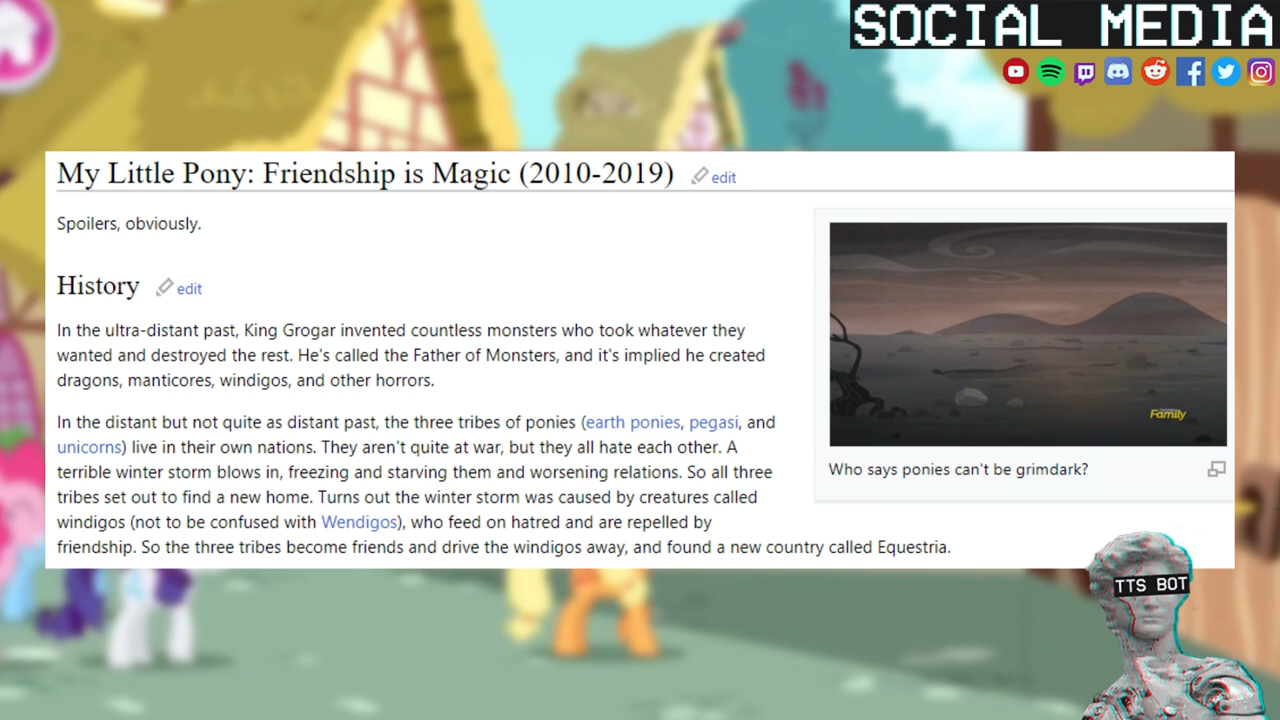 SOCIAL MEDIA
My Little Pony: Friendship is Magic (2010-2019) edit
Spoilers, obviously.
History edit
In the ultra-distant past, King Grogar invented countless monsters who took whatever they
wanted and destroyed the rest. He's called the Father of Monsters, and it's implied he created
dragons, manticores, windigos, and other horrors.
In the distant but not quite as distant past, the three tribes of ponies (earth ponies, pegasi, and
unicorns) live in their own nations. They aren't quite at war, but they all hate each other. A
terrible winter storm blows in, freezing and starving them and worsening relations. So all three
tribes set out to find a new home. Turns out the winter storm was caused by creatures called
windigos (not to be confused with Wendigos), who feed on hatred and are repelled by
friendship. So the three tribes become friends and drive the windigos away, and found a new country called Equestria.
Family
Who says ponies can't be grimdark?
TTS BOT